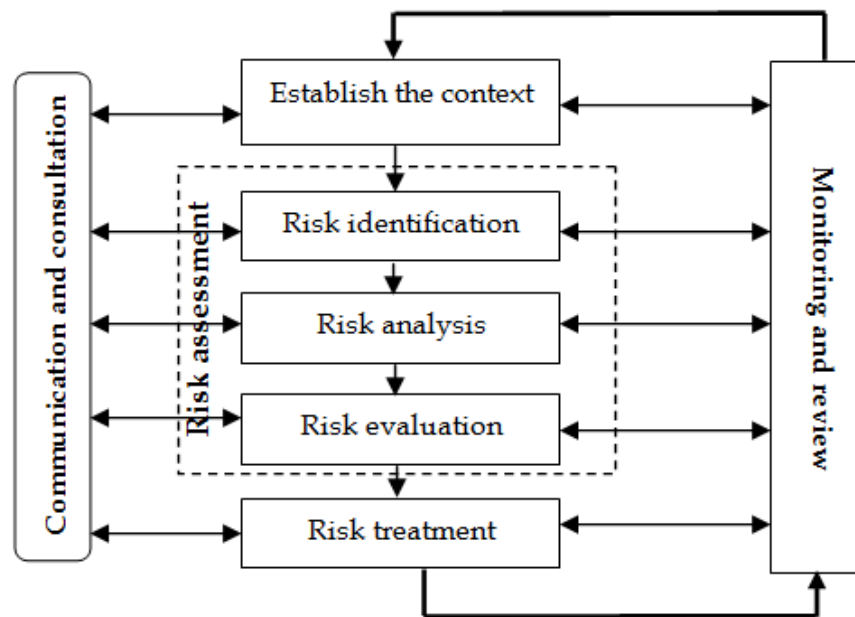 Establish the context
Communication and consultation
Risk assessment
Risk identification
Risk analysis
Risk evaluation
Risk treatment
Monitoring and review